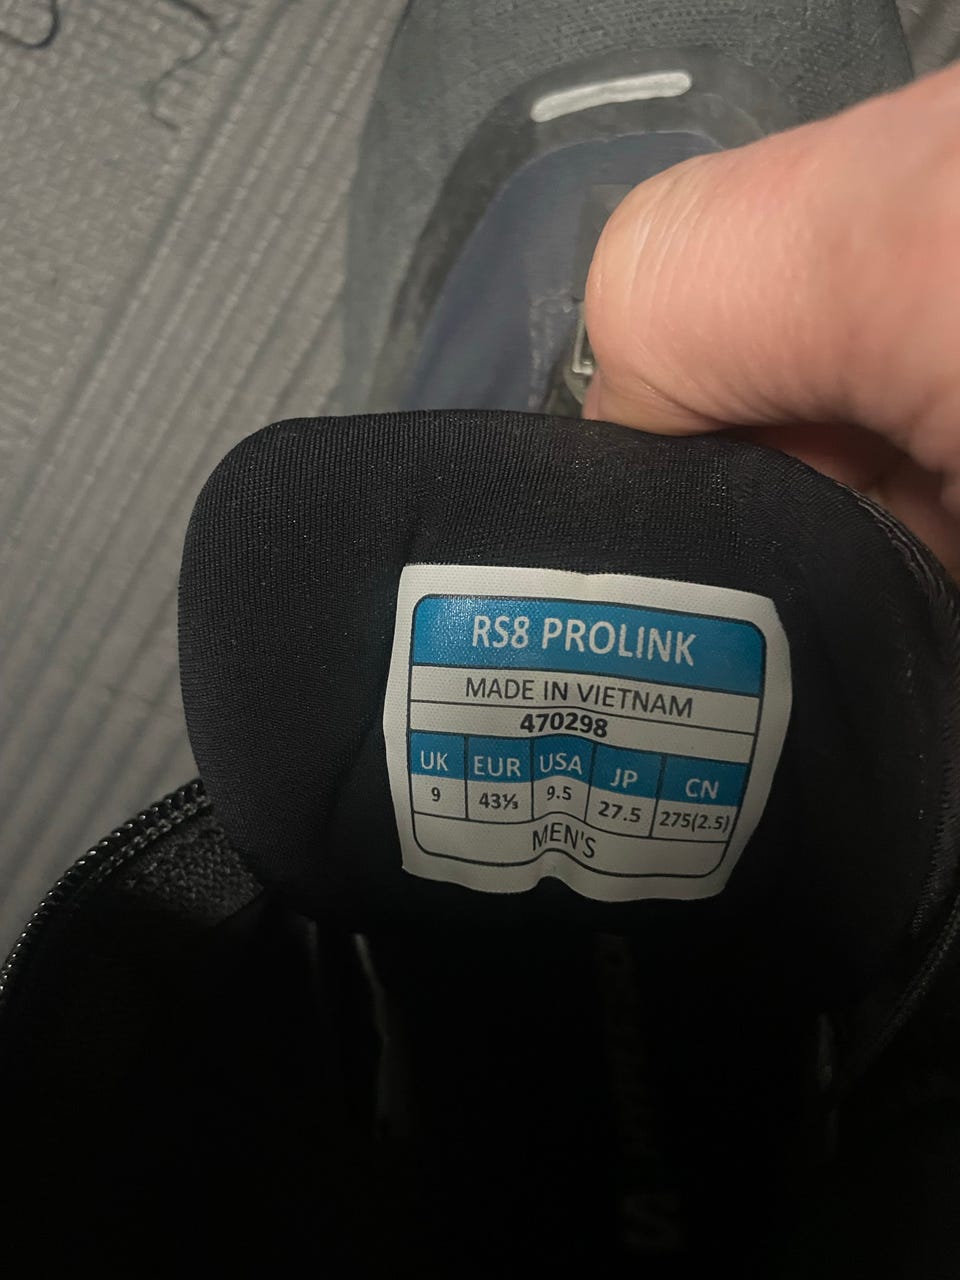 RS8 PROLINK
MADE IN VIETNAM
470298
UK EUR USA JP CN
9 43⅓ 9.5 27.5 275(2.5)
MEN'S